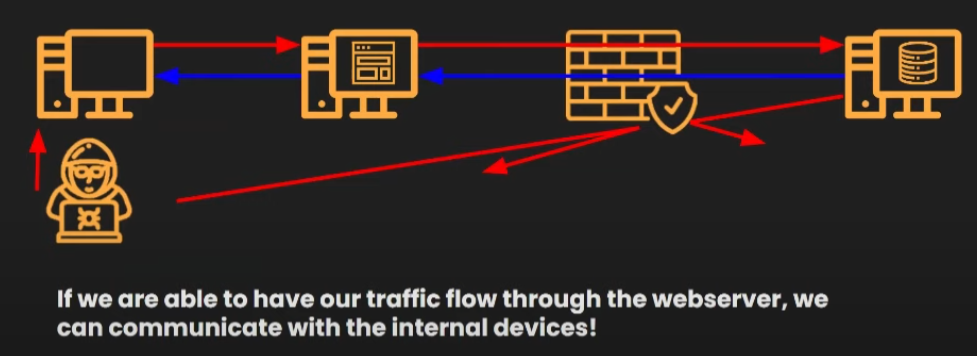 If we are able to have our traffic flow through the webserver, we
can communicate with the internal devices!